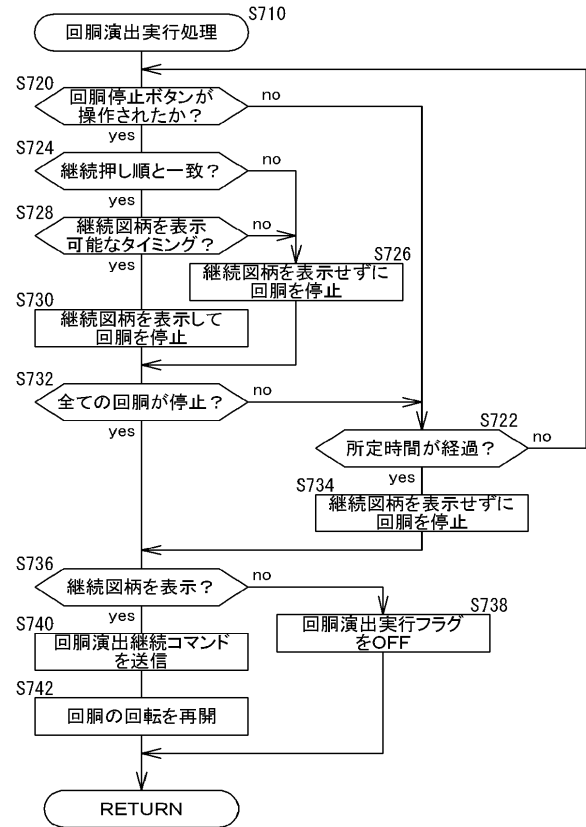 S710
回胴演出実行処理
S720
回胴停止ボタンが
操作されたか？
no
yes
S724
継続押し順と一致？
no
yes
S728
継続図柄を表示
可能なタイミング？
no
yes
S726
継続図柄を表示せずに
回胴を停止
S730
継続図柄を表示して
回胴を停止
S732
全ての回胴が停止？
no
yes
S722
所定時間が経過？
no
yes
S734
継続図柄を表示せずに
回胴を停止
S736
継続図柄を表示？
no
yes
S738
回胴演出実行フラグ
をOFF
S740
回胴演出継続コマンド
を送信
S742
回胴の回転を再開
RETURN